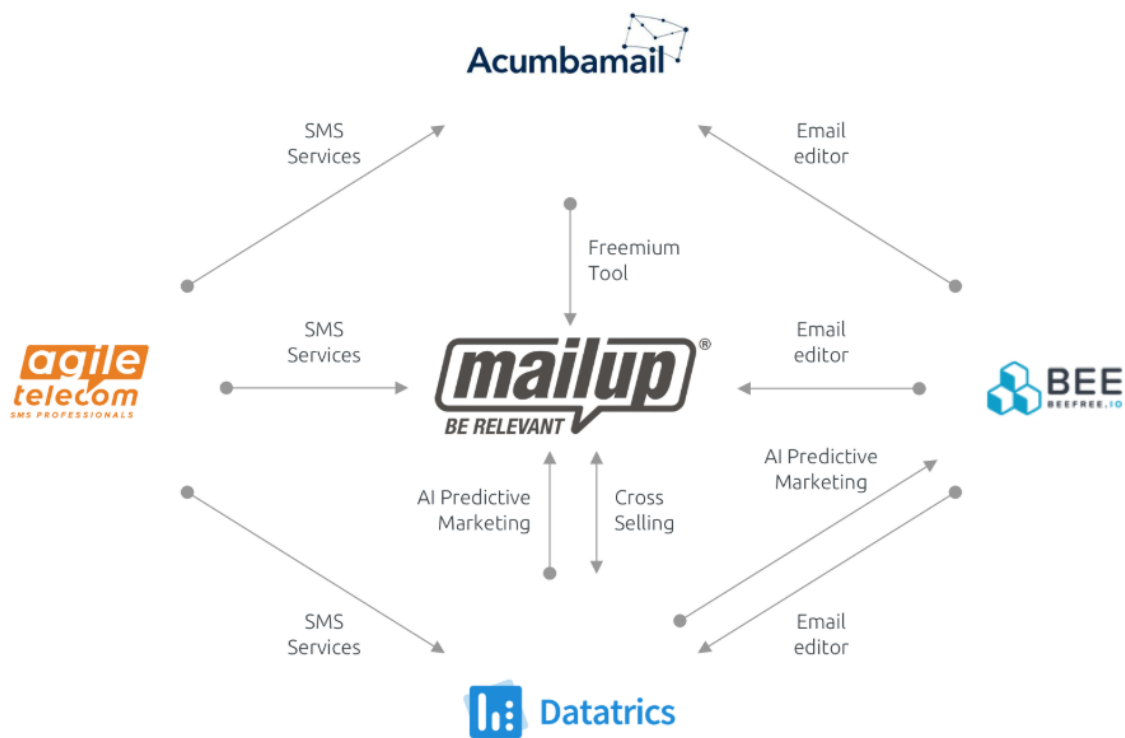 Acumbamail
SMS
Services
Email
editor
Freemium
Tool
SMS
Services
Email
editor
agile
telecom
SMS PROFESSIONALS
mailup®
BE RELEVANT
BEE
BEEFREE.IO
AI Predictive
Marketing
Cross
Selling
AI Predictive
Marketing
SMS
Services
Email
editor
Datatrics